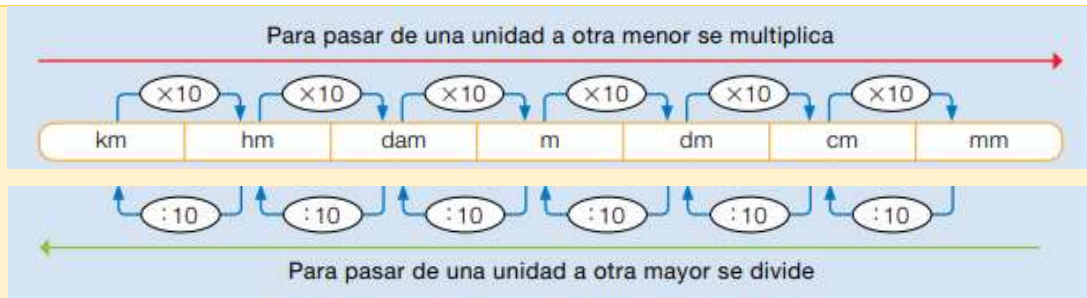 Para pasar de una unidad a otra menor se multiplica
×10 ×10 ×10 ×10 ×10 ×10
km hm dam m dm cm mm
:10 :10 :10 :10 :10 :10
Para pasar de una unidad a otra mayor se divide